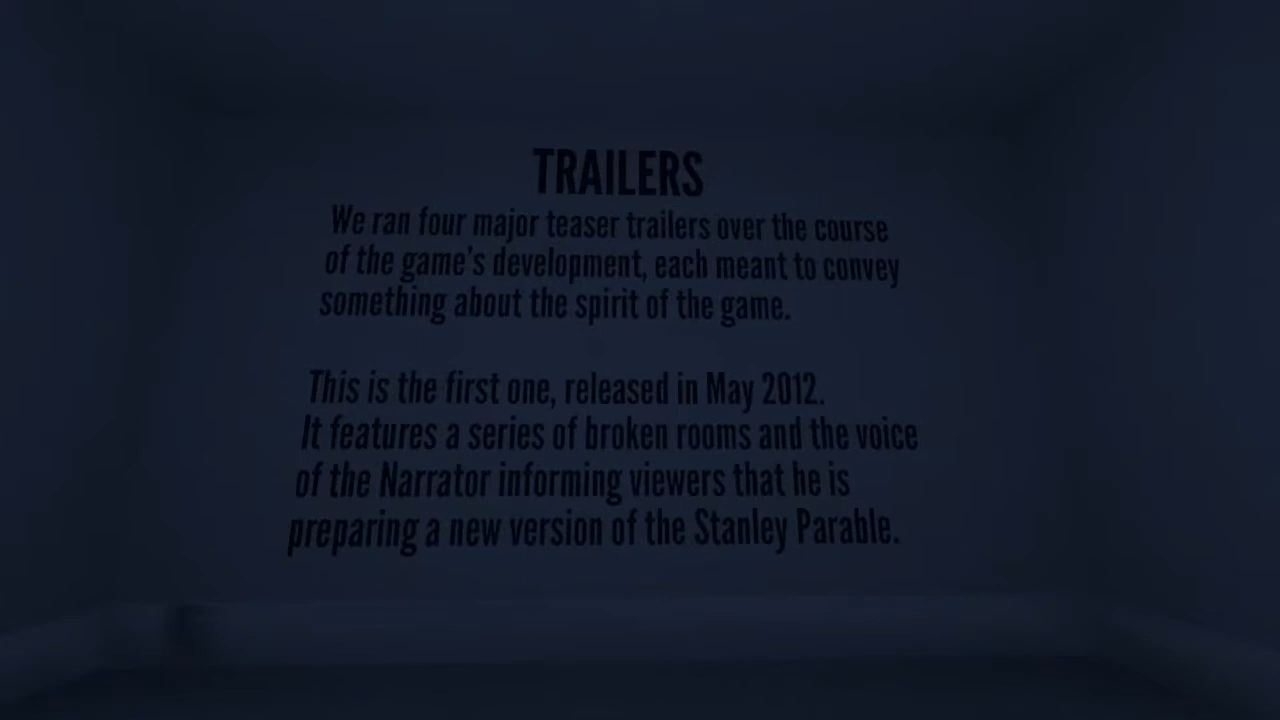 TRAILERS
We ran four major teaser trailers over the course
of the game's development, each meant to convey
something about the spirit of the game.
This is the first one, released in May 2012.
It features a series of broken rooms and the voice
of the Narrator informing viewers that he is
preparing a new version of the Stanley Parable.